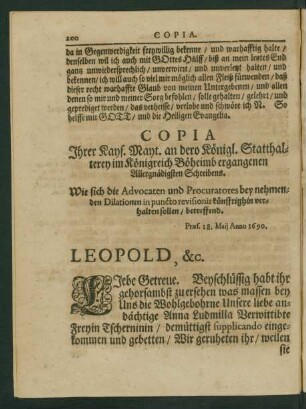 200 COPIA.
da in Gegenwerdigkeit freywillig bekenne / und warhafftig halte /
denselben wil ich auch mit GOttes Hülff / biß an mein letztes End
gantz unwidersprechlich / unverwirrt / und unverletzt halten / und
bekennen / ich will auch so viel mir möglich allen Fleiß fürwenden / daß
dieser recht warhaffte Glaub von meinen Untergebenen / und allen
denen so mir und meiner Sorg befohlen / solle gehalten / gelehrt / und
geprediget werden / das verheisse / verlobe und schwöre ich N. So
helffe mir GOTT / und die Heiligen Evangelia.
COPIA
Ihrer Kays. Mayt. an dero Königl. Statthal-
terey im Königreich Böheimb ergangenen
Allergnädigsten Schreibens.
Wie sich die Advocaten und Procuratores bey nehmen-
den Dilationen in puncto revisionis künfftighin ver-
halten sollen / betreffend.
Præs. 18. Maij Anno 1690.
LEOPOLD, &c.
LIebe Getreue. Beyschlüssig habt ihr
gehorsambst zu ersehen was massen bey
Uns die Wohlgebohrne Unsere liebe an-
dächtige Anna Ludmilla Verwittibte
Freyin Tscherninin / demüttigst supplicando einge-
kommen und gebetten / Wir geruheten ihr / weilen
sie